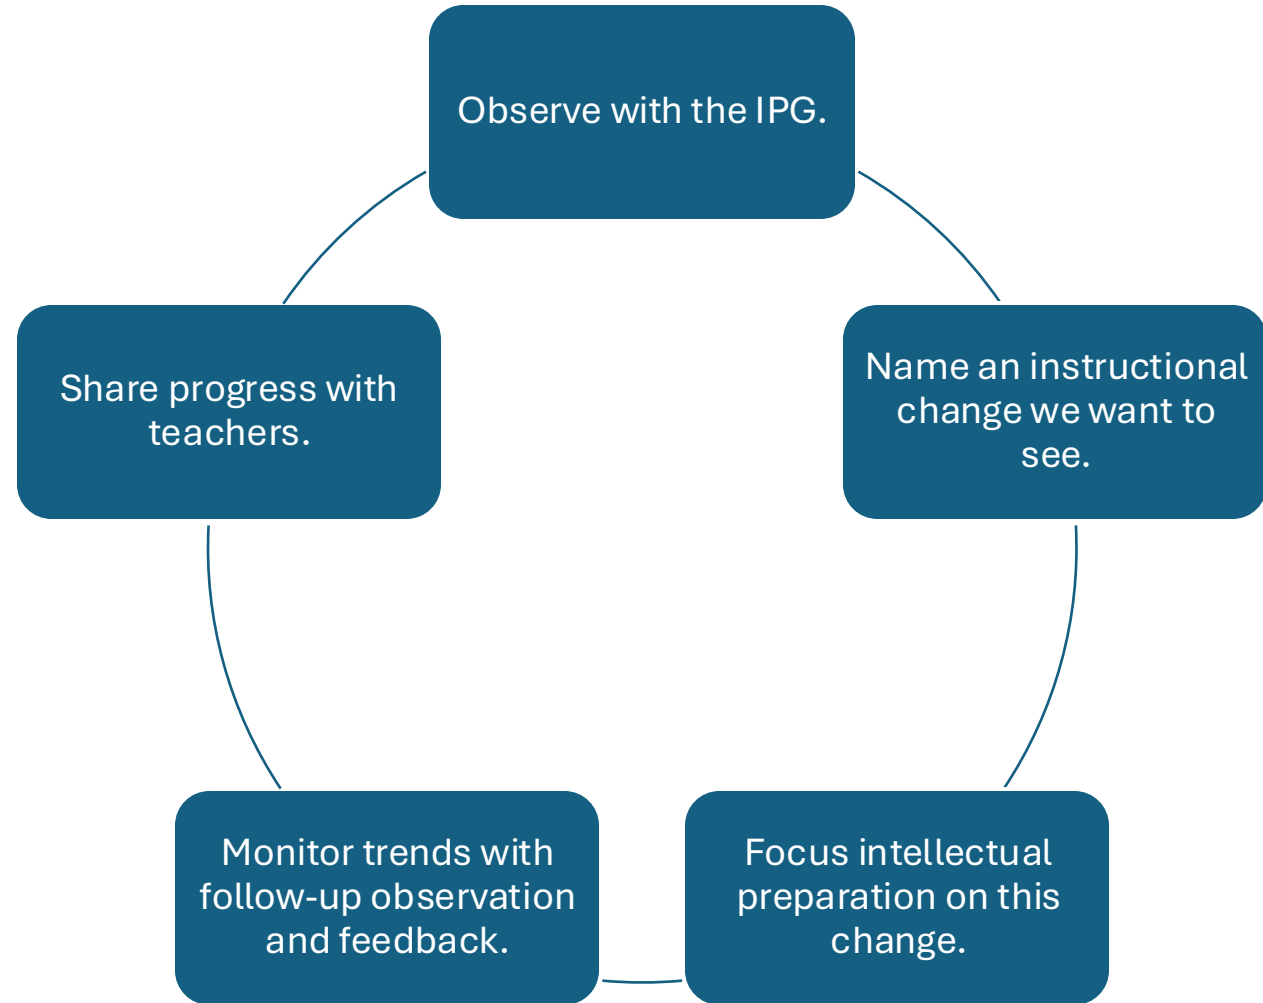 Observe with the IPG.
Name an instructional
change we want to
see.
Focus intellectual
preparation on this
change.
Monitor trends with
follow-up observation
and feedback.
Share progress with
teachers.